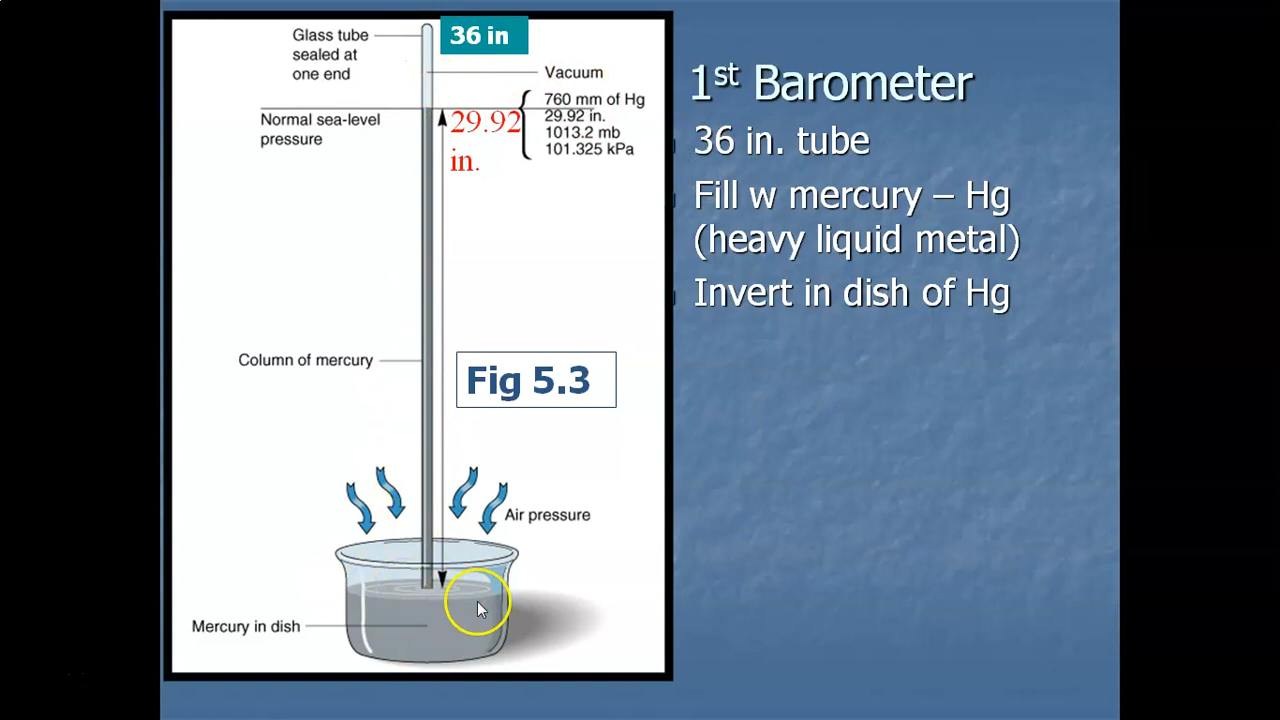 Glass tube
sealed at
one end
36 in
Vacuum
760 mm of Hg
29.92 in.
1013.2 mb
101.325 kPa
Normal sea-level
pressure
29.92
in.
Column of mercury
Fig 5.3
Air pressure
Mercury in dish
1st Barometer
36 in. tube
Fill w mercury – Hg
(heavy liquid metal)
Invert in dish of Hg